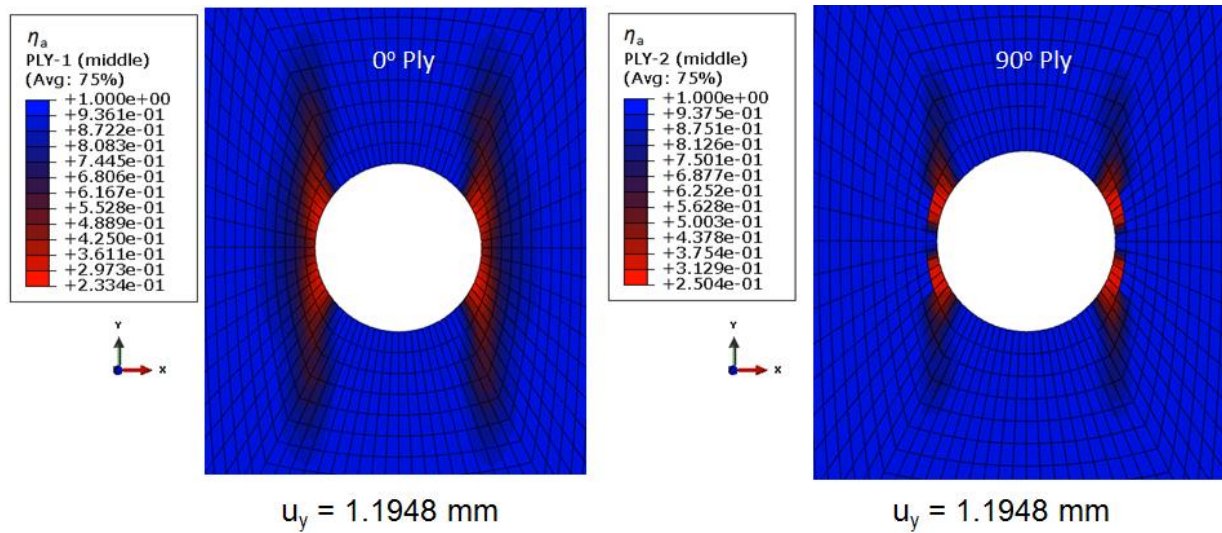 ηa
PLY-1 (middle)
(Avg: 75%)
+1.000e+00
+9.361e-01
+8.722e-01
+8.083e-01
+7.445e-01
+6.806e-01
+6.167e-01
+5.528e-01
+4.889e-01
+4.250e-01
+3.611e-01
+2.973e-01
+2.334e-01
Y
X
0º Ply
uy = 1.1948 mm
ηa
PLY-2 (middle)
(Avg: 75%)
+1.000e+00
+9.375e-01
+8.751e-01
+8.126e-01
+7.501e-01
+6.877e-01
+6.252e-01
+5.628e-01
+5.003e-01
+4.378e-01
+3.754e-01
+3.129e-01
+2.504e-01
Y
X
90º Ply
uy = 1.1948 mm